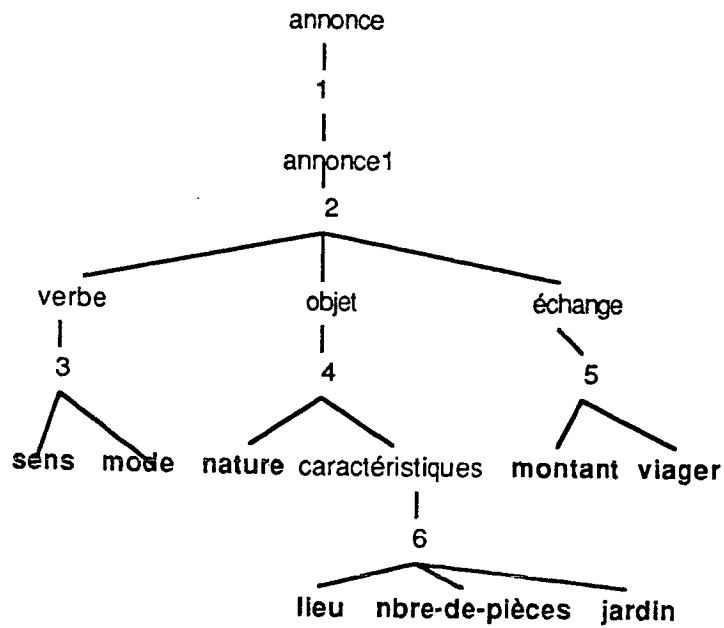 annonce
1
annonce1
2
verbe objet échange
3 4 5
sens mode nature caractéristiques montant viager
6
lieu nbre-de-pièces jardin